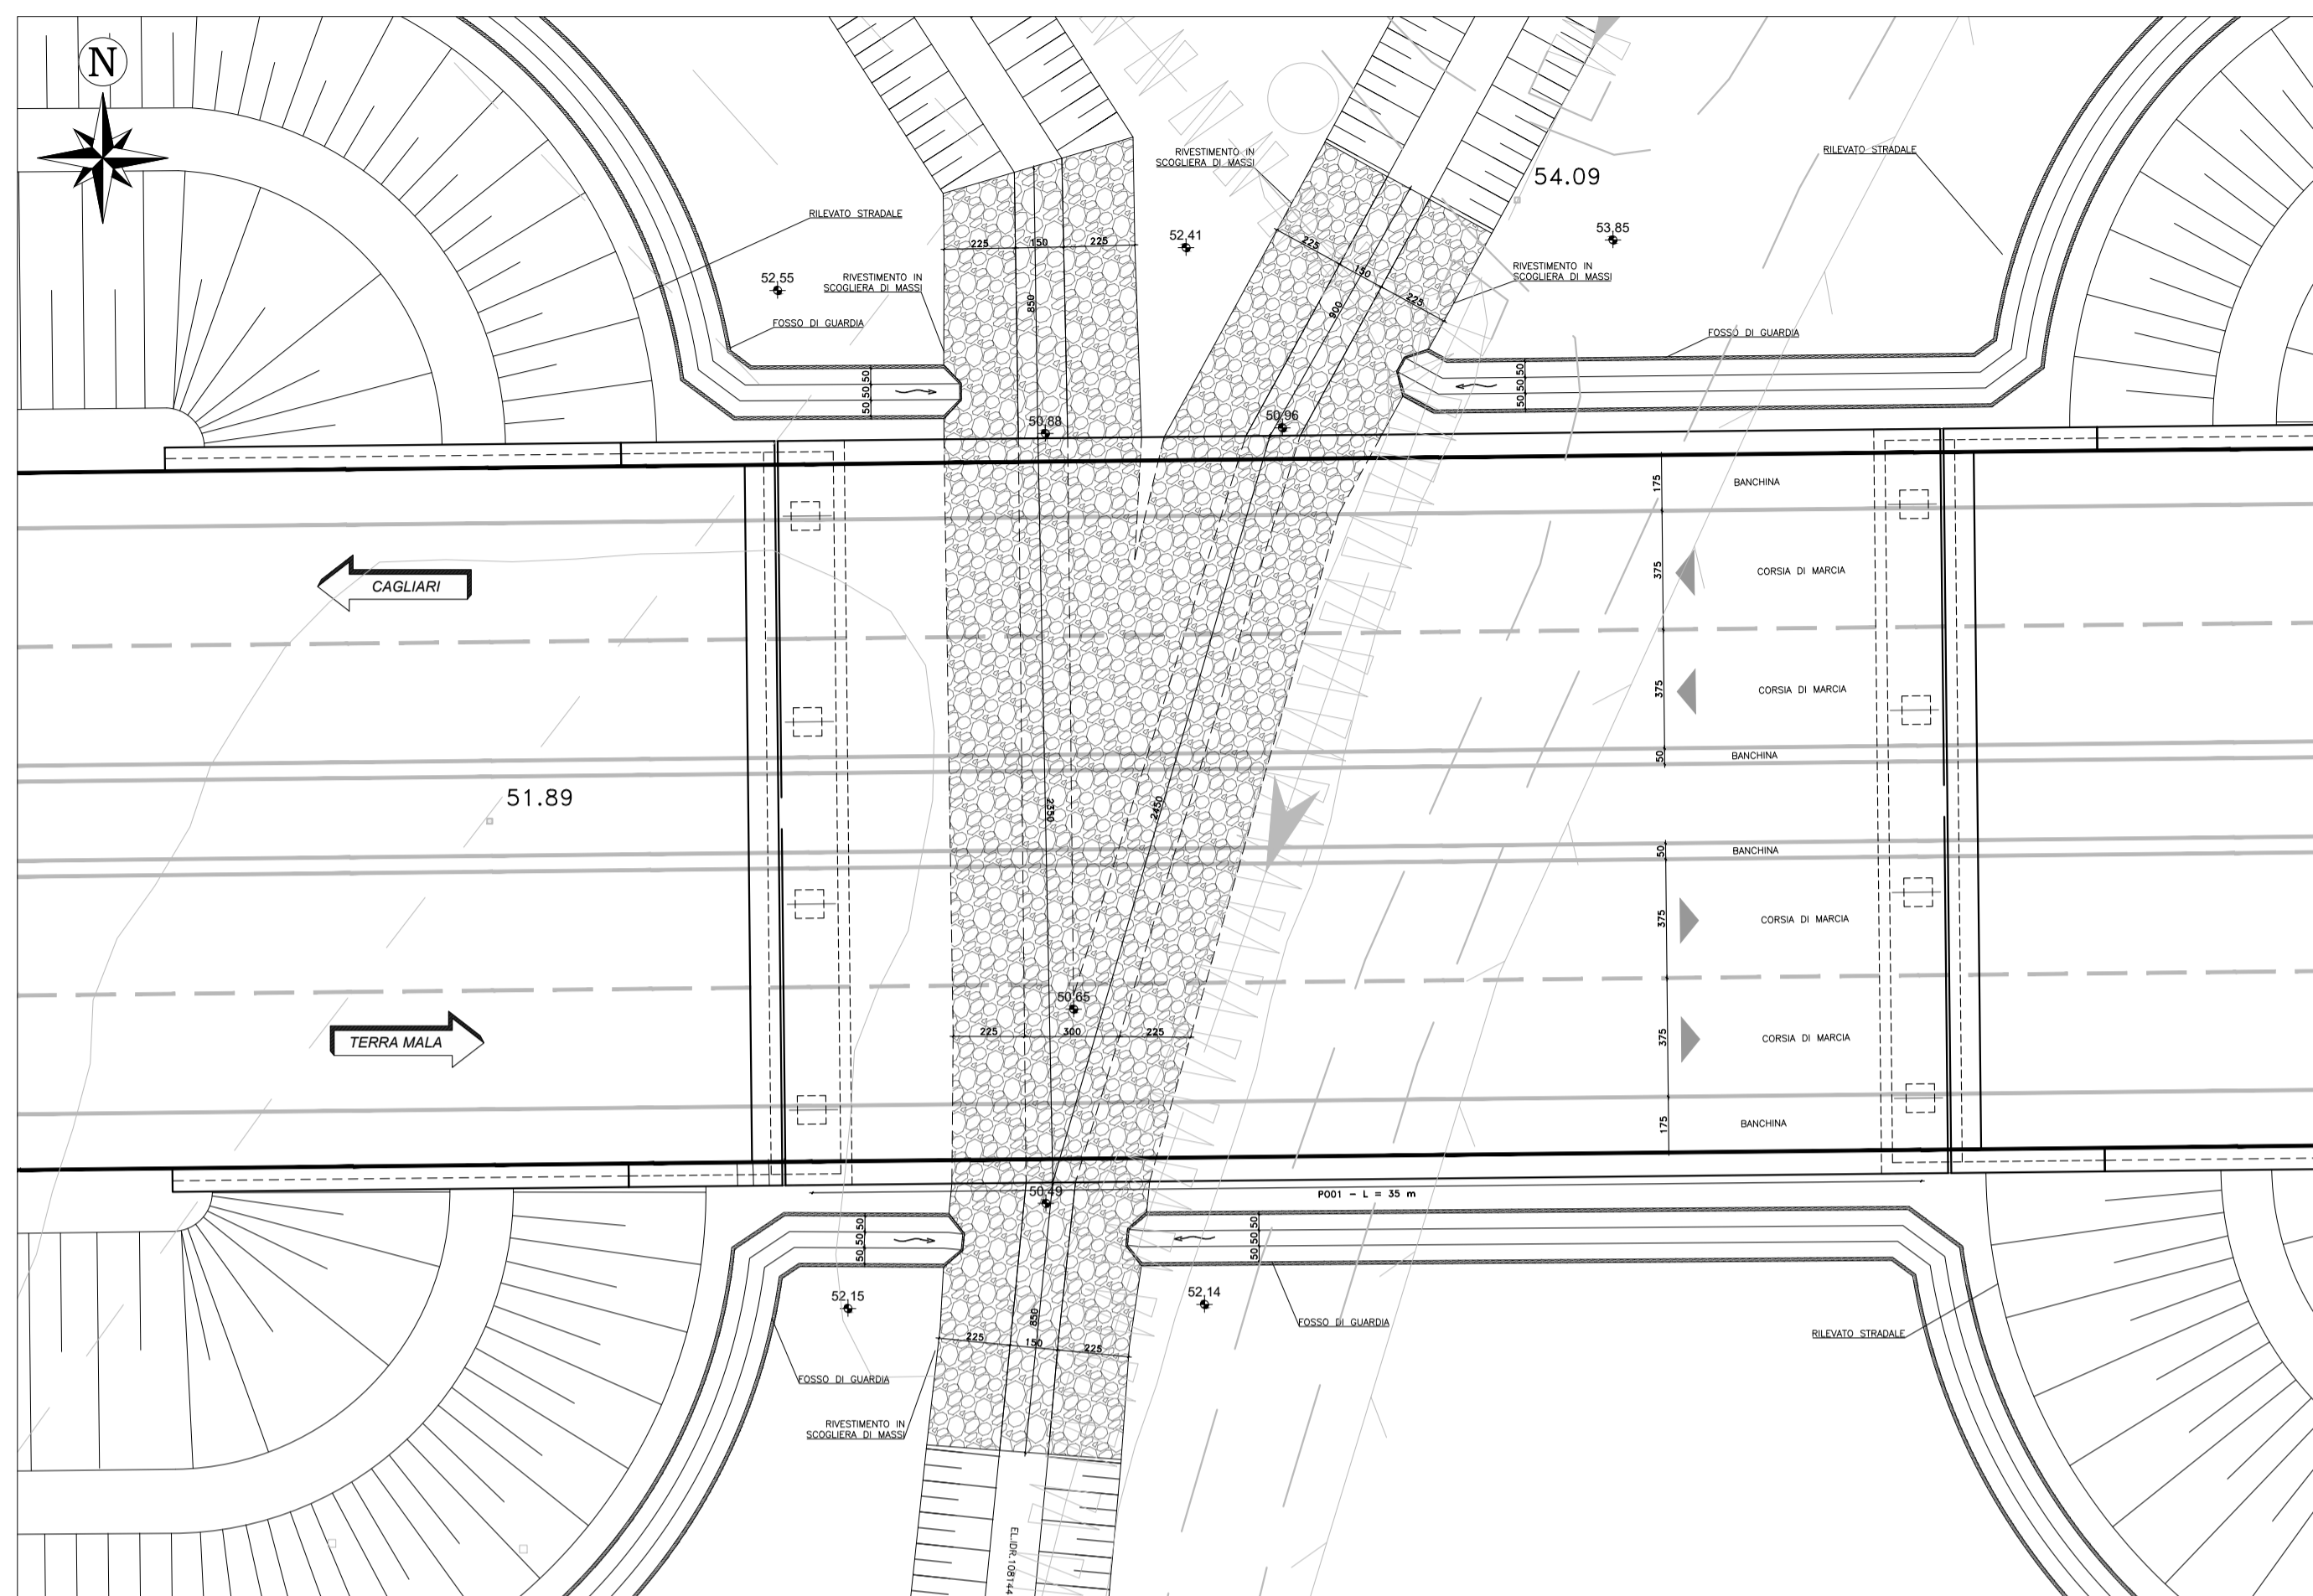 N
RIVESTIMENTO IN
SCOGLIERA DI MASSI
54.09
RILEVATO STRADALE
RILEVATO STRADALE
52,41
53,85
225
150
225
225
150
225
52,55
RIVESTIMENTO IN
SCOGLIERA DI MASSI
RIVESTIMENTO IN
SCOGLIERA DI MASSI
850
900
FOSSO DI GUARDIA
FOSSO DI GUARDIA
50 50 50
50 50 50
50,88
50,96
175
BANCHINA
CAGLIARI
375
CORSIA DI MARCIA
375
CORSIA DI MARCIA
50
BANCHINA
51.89
2350
2450
50
BANCHINA
375
CORSIA DI MARCIA
50,65
225
300
225
TERRA MALA
375
CORSIA DI MARCIA
175
BANCHINA
50,49
P001 - L = 35 m
50 50 50
50 50 50
52,15
52,14
850
FOSSO DI GUARDIA
RILEVATO STRADALE
225
150
225
FOSSO DI GUARDIA
RIVESTIMENTO IN
SCOGLIERA DI MASSI
EL.IDR.108144